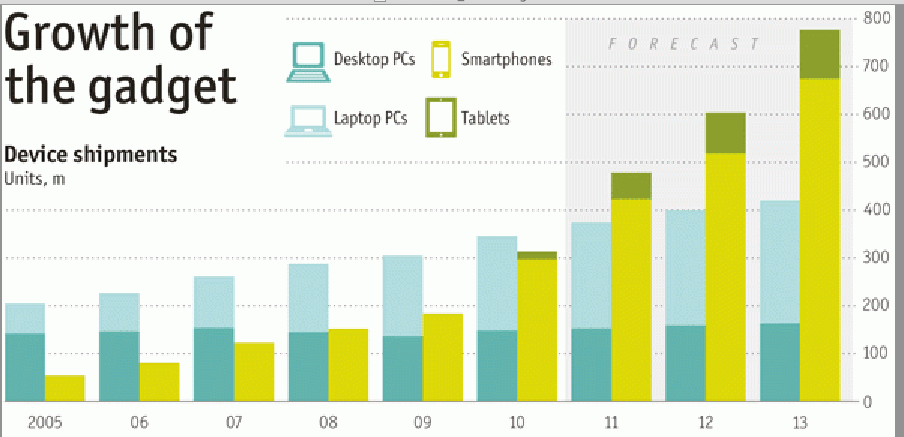 Growth of
the gadget
Device shipments
Units, m
Desktop PCs
Smartphones
Laptop PCs
Tablets
FORECAST
800
700
600
500
400
300
200
100
0
2005 06 07 08 09 10 11 12 13